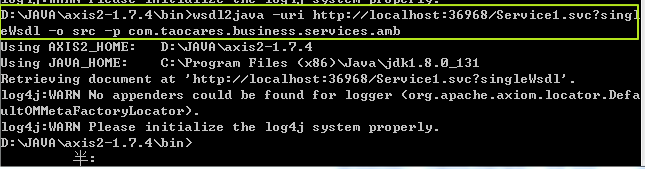 log4j:WARN Please initialize the log4j system properly.
D:\JAVA\axis2-1.7.4\bin>wsdl2java -uri http://localhost:36968/Service1.svc?singl
eWsdl -o src -p com.taocares.business.services.amb
Using AXIS2_HOME:   D:\JAVA\axis2-1.7.4
Using JAVA_HOME:    C:\Program Files (x86)\Java\jdk1.8.0_131
Retrieving document at 'http://localhost:36968/Service1.svc?singleWsdl'.
log4j:WARN No appenders could be found for logger (org.apache.axiom.locator.Defa
ultOMMetaFactoryLocator).
log4j:WARN Please initialize the log4j system properly.
D:\JAVA\axis2-1.7.4\bin>
半: